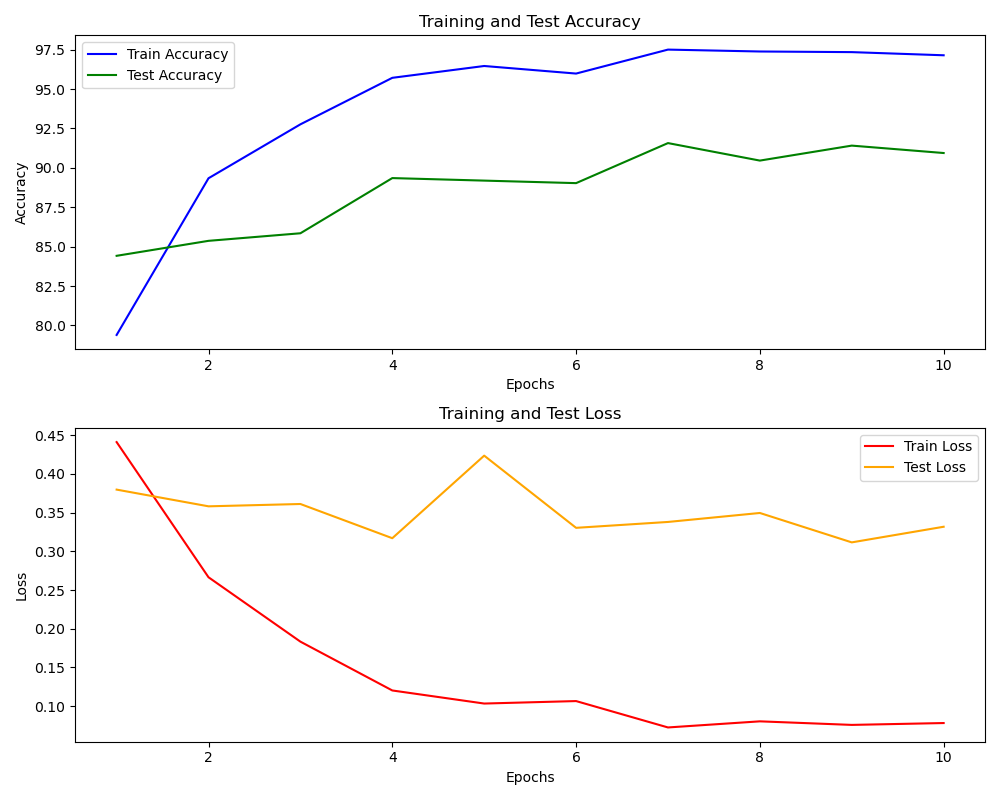 Training and Test Accuracy
97.5
95.0
92.5
90.0
87.5
85.0
82.5
80.0
Accuracy
Train Accuracy
Test Accuracy
2 4 6 8 10
Epochs
Training and Test Loss
0.45
0.40
0.35
0.30
0.25
0.20
0.15
0.10
Loss
Train Loss
Test Loss
2 4 6 8 10
Epochs